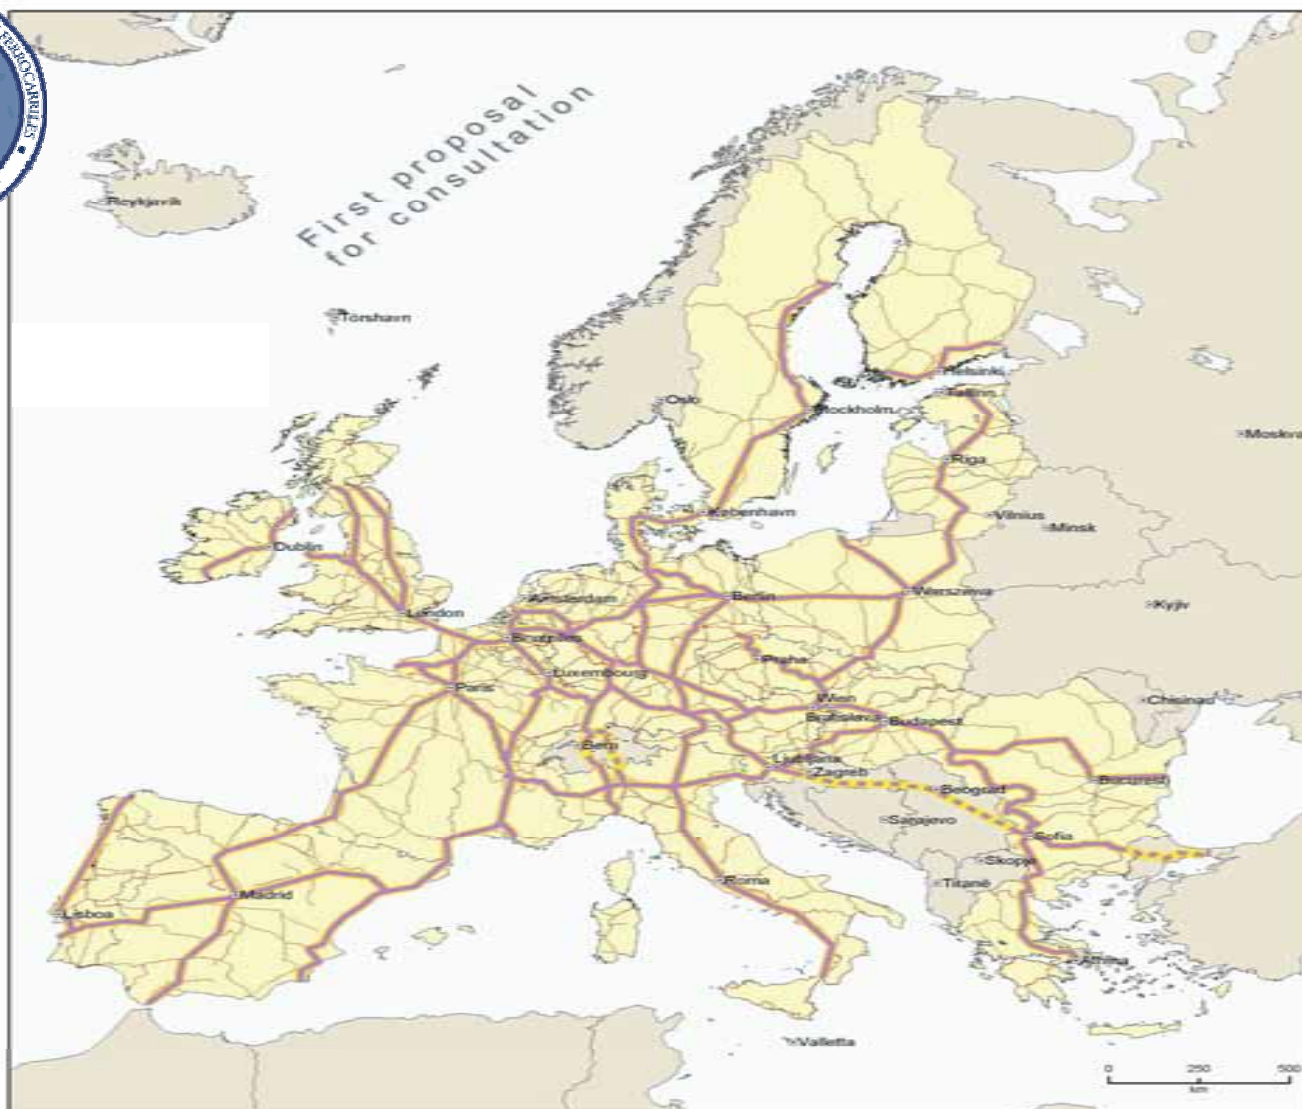 FERROCARRILES
First proposal
for consultation
Reykjavik
Tórshavn
Helsinki
Tallinn
Oslo
Stockholm
Moskva
Riga
København
Vilnius
Minsk
Dublin
Amsterdam
Berlin
Warszawa
Kyjiv
London
Bruxelles
Praha
Luxembourg
Paris
Wien
Chisinau
Bratislava
Budapest
Bern
Ljubljana
Zagreb
Bucuresti
Beograd
Sarajevo
Sofia
Skopje
Roma
Titanë
Madrid
Lisboa
Athina
Valletta
0 250 500
km